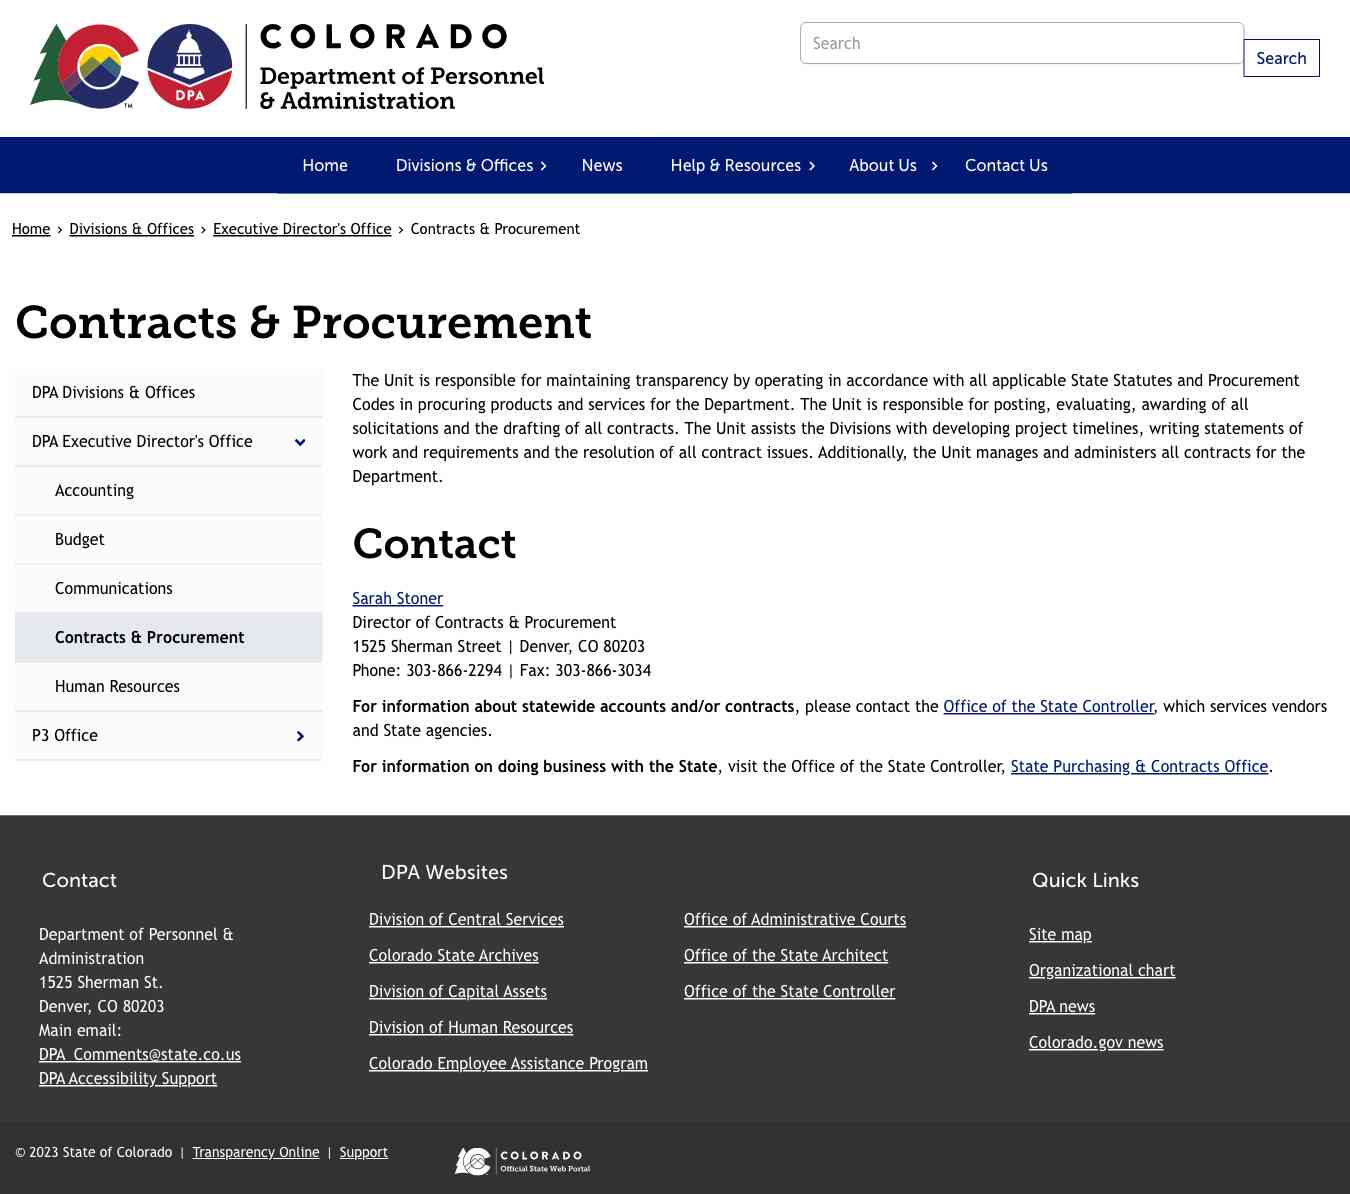 COLORADO
Department of Personnel
& Administration
DPA
TM
Search
Search
Home
Divisions & Offices
News
Help & Resources
About Us
Contact Us
Home › Divisions & Offices › Executive Director's Office › Contracts & Procurement
Contracts & Procurement
DPA Divisions & Offices
DPA Executive Director's Office
Accounting
Budget
Communications
Contracts & Procurement
Human Resources
P3 Office
The Unit is responsible for maintaining transparency by operating in accordance with all applicable State Statutes and Procurement
Codes in procuring products and services for the Department. The Unit is responsible for posting, evaluating, awarding of all
solicitations and the drafting of all contracts. The Unit assists the Divisions with developing project timelines, writing statements of
work and requirements and the resolution of all contract issues. Additionally, the Unit manages and administers all contracts for the
Department.
Contact
Sarah Stoner
Director of Contracts & Procurement
1525 Sherman Street | Denver, CO 80203
Phone: 303-866-2294 | Fax: 303-866-3034
For information about statewide accounts and/or contracts, please contact the Office of the State Controller, which services vendors
and State agencies.
For information on doing business with the State, visit the Office of the State Controller, State Purchasing & Contracts Office.
Contact
Department of Personnel &
Administration
1525 Sherman St.
Denver, CO 80203
Main email:
DPA_Comments@state.co.us
DPA Accessibility Support
DPA Websites
Division of Central Services
Colorado State Archives
Division of Capital Assets
Division of Human Resources
Colorado Employee Assistance Program
Office of Administrative Courts
Office of the State Architect
Office of the State Controller
Quick Links
Site map
Organizational chart
DPA news
Colorado.gov news
© 2023 State of Colorado | Transparency Online | Support
COLORADO
Official State Web Portal